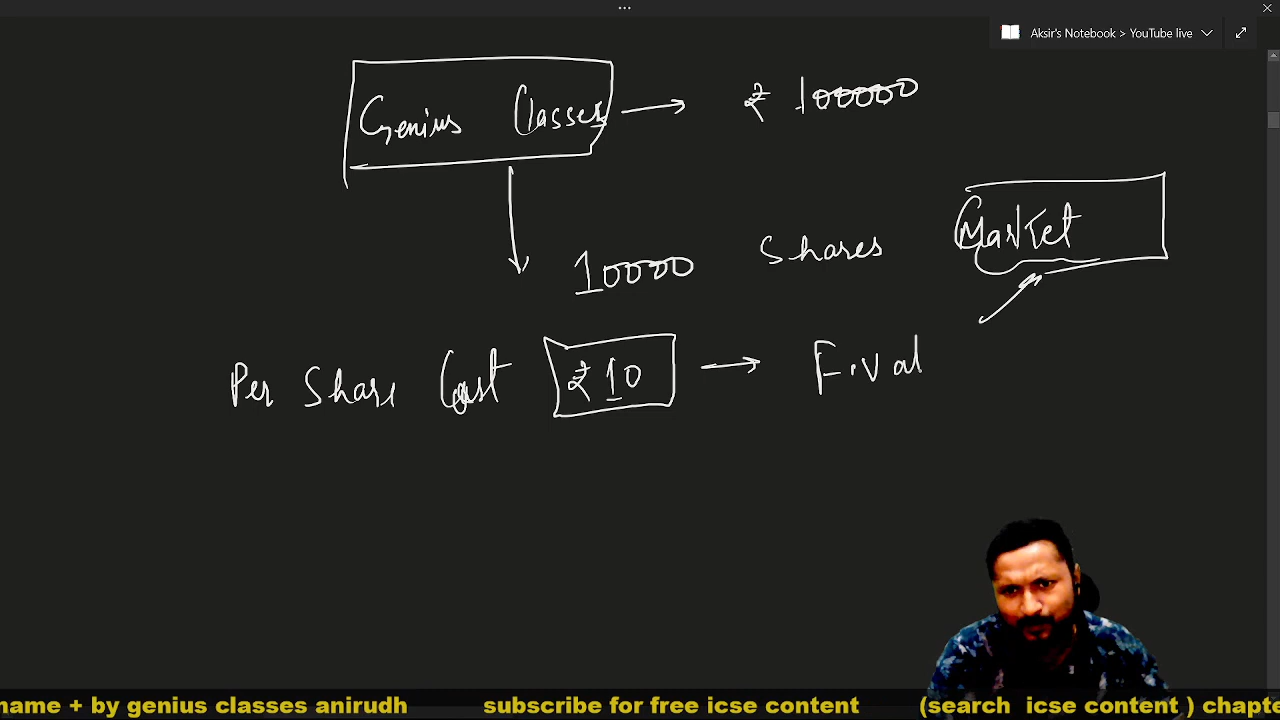 Aksir's Notebook > YouTube live
Genius Classes → ₹ 100000
10000 Shares Market
Per Share Cost ₹ 10 → F.Val
name + by genius classes anirudh subscribe for free icse content (search icse content ) chapte